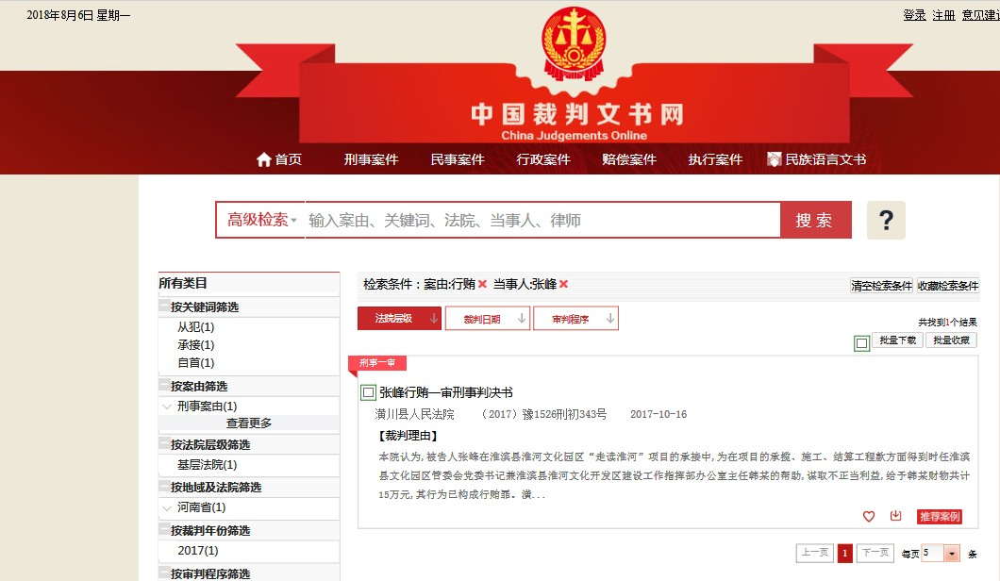 2018年8月6日 星期一
登录 注册 意见建议
中国裁判文书网
China Judgements Online
首页 刑事案件 民事案件 行政案件 赔偿案件 执行案件 民族语言文书
高级检索 输入案由、关键词、法院、当事人、律师 搜索 ?
所有类目
按关键词筛选
从犯(1)
承接(1)
自首(1)
按案由筛选
刑事案由(1)
查看更多
按法院层级筛选
基层法院(1)
按地域及法院筛选
河南省(1)
按裁判年份筛选
2017(1)
按审判程序筛选
检索条件：案由:行贿 当事人:张峰
清空检索条件 收藏检索条件
法院层级 裁判日期 审判程序
共找到1个结果
批量下载 批量收藏
刑事一审
张峰行贿一审刑事判决书
潢川县人民法院 （2017）豫1526刑初343号 2017-10-16
【裁判理由】
本院认为,被告人张峰在淮滨县淮河文化园区“走读淮河”项目的承接中,为在项目的承揽、施工、结算工程款方面得到时任淮滨
县文化园区管委会党委书记兼淮滨县淮河文化开发区建设工作指挥部办公室主任韩某的帮助,谋取不正当利益,给予韩某财物共计
15万元,其行为已构成行贿罪。潢...
推荐案例
上一页 1 下一页 每页 5 条